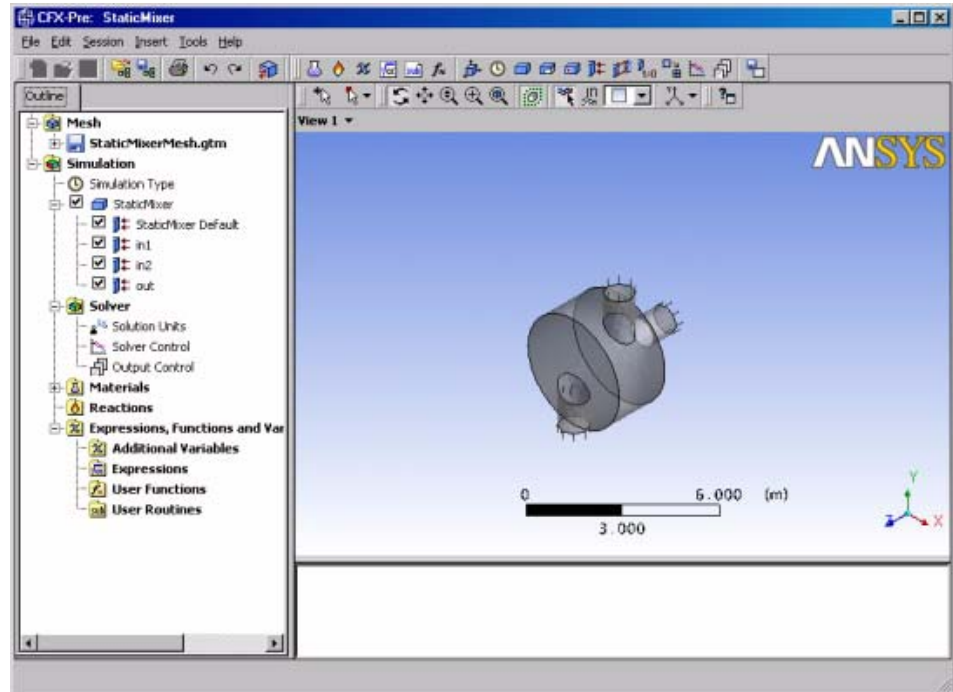 CFX-Pre: StaticMixer
File Edit Session Insert Tools Help
Outline
Mesh
StaticMixerMesh.gtm
Simulation
Simulation Type
StaticMixer
StaticMixer Default
in1
in2
out
Solver
Solution Units
Solver Control
Output Control
Materials
Reactions
Expressions, Functions and Var
Additional Variables
Expressions
User Functions
User Routines
View 1
ANSYS
0 6.000 (m)
3.000
Y
Z X